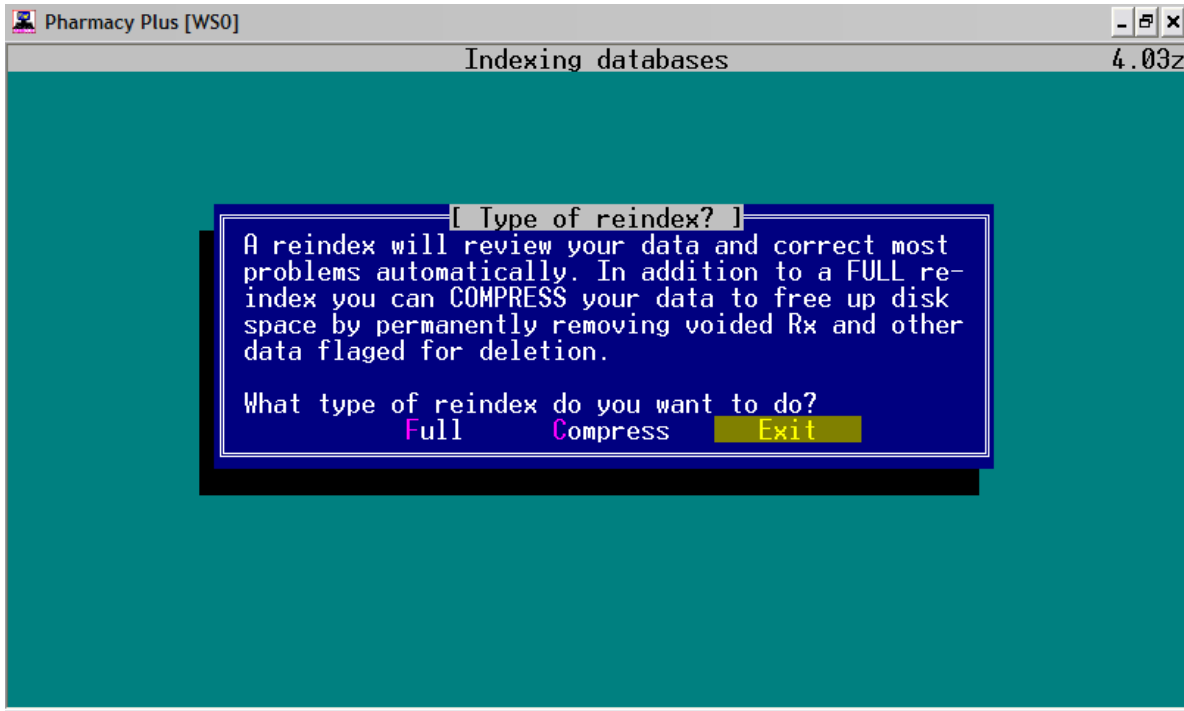 Pharmacy Plus [WS0]
Indexing databases 4.03z
[ Type of reindex? ]
A reindex will review your data and correct most
problems automatically. In addition to a FULL re-
index you can COMPRESS your data to free up disk
space by permanently removing voided Rx and other
data flaged for deletion.
What type of reindex do you want to do?
Full Compress Exit